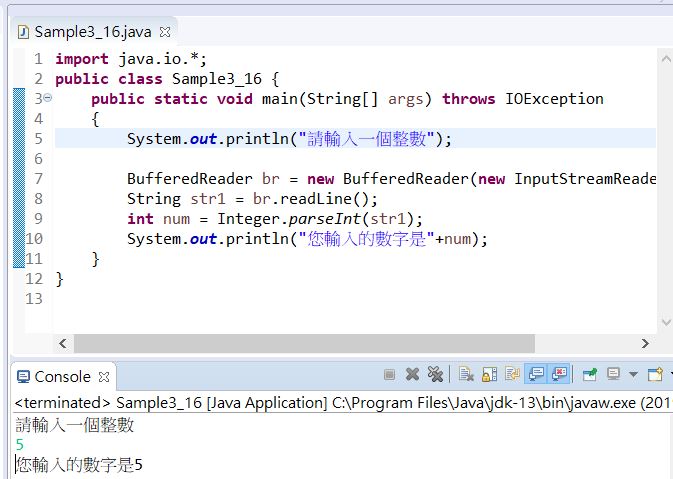 Sample3_16.java
1 import java.io.*;
2 public class Sample3_16 {
3 public static void main(String[] args) throws IOException
4 {
5 System.out.println("請輸入一個整數");
6
7 BufferedReader br = new BufferedReader(new InputStreamReade
8 String str1 = br.readLine();
9 int num = Integer.parseInt(str1);
10 System.out.println("您輸入的數字是"+num);
11 }
12 }
13
Console
<terminated> Sample3_16 [Java Application] C:\Program Files\Java\jdk-13\bin\javaw.exe (201
請輸入一個整數
5
您輸入的數字是5